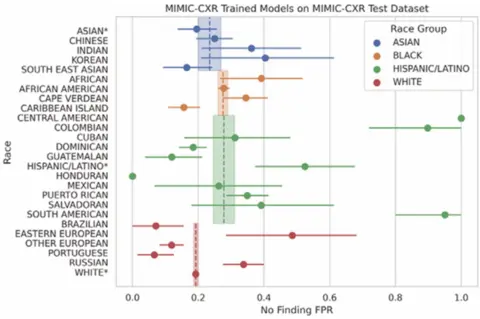 MIMIC-CXR Trained Models on MIMIC-CXR Test Dataset
Race Group
ASIAN
BLACK
HISPANIC/LATINO
WHITE
Race
ASIAN*
CHINESE
INDIAN
KOREAN
SOUTH EAST ASIAN
AFRICAN
AFRICAN AMERICAN
CAPE VERDEAN
CARIBBEAN ISLAND
CENTRAL AMERICAN
COLOMBIAN
CUBAN
DOMINICAN
GUATEMALAN
HISPANIC/LATINO*
HONDURAN
MEXICAN
PUERTO RICAN
SALVADORAN
SOUTH AMERICAN
BRAZILIAN
EASTERN EUROPEAN
OTHER EUROPEAN
PORTUGUESE
RUSSIAN
WHITE*
0.0 0.2 0.4 0.6 0.8 1.0
No Finding FPR